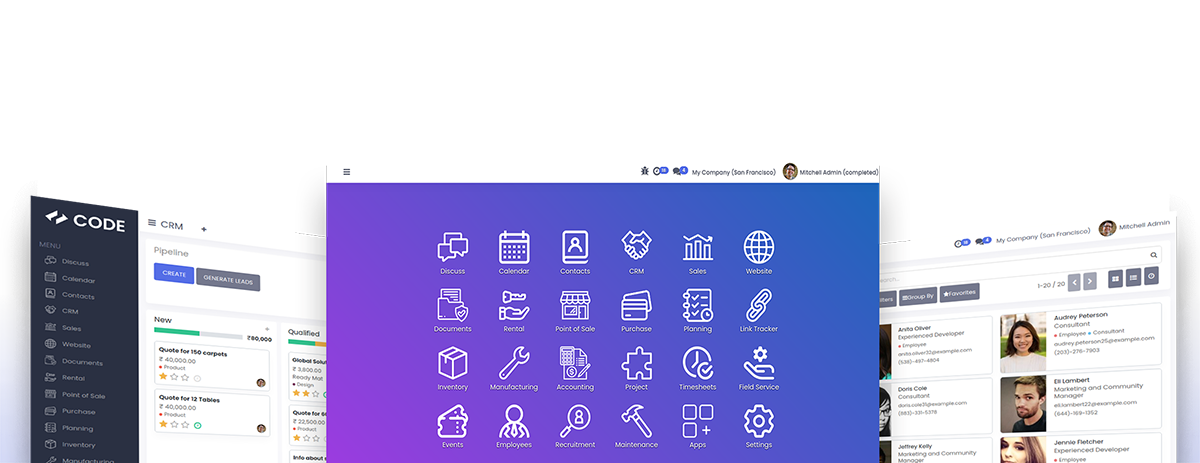 CODE
MENU
Discuss
Calendar
Contacts
CRM
Sales
Website
Documents
Rental
Point of Sale
Purchase
Planning
Inventory
Manufacturing
CRM +
Pipeline
CREATE
GENERATE LEADS
New
₹80,000
Quote for 150 carpets
₹ 40,000.00
Product
Quote for 12 Tables
₹ 40,000.00
Product
Qualified
Global Solu
₹ 3,800.00
Ready Mat
Design
Quote for 60
₹ 22,500.00
Product
Info about
My Company (San Francisco)
Mitchell Admin (completed)
Discuss Calendar Contacts CRM Sales Website
Documents Rental Point of Sale Purchase Planning Link Tracker
Inventory Manufacturing Accounting Project Timesheets Field Service
Events Employees Recruitment Maintenance Apps Settings
My Company (San Francisco)
Mitchell Admin
earch...
ilters
Group By
Favorites
1-20 / 20
Anita Oliver
Experienced Developer
Employee
anita.oliver32@example.com
(538)-497-4804
Doris Cole
Consultant
doris.cole31@example.com
(883)-331-5378
Jeffrey Kelly
Marketing and Community
Manager
Audrey Peterson
Consultant
Employee Consultant
audrey.peterson25@example.com
(203)-276-7903
Eli Lambert
Marketing and Community
Manager
Employee
eli.lambert22@example.com
(644)-169-1352
Jennie Fletcher
Experienced Developer
Employee